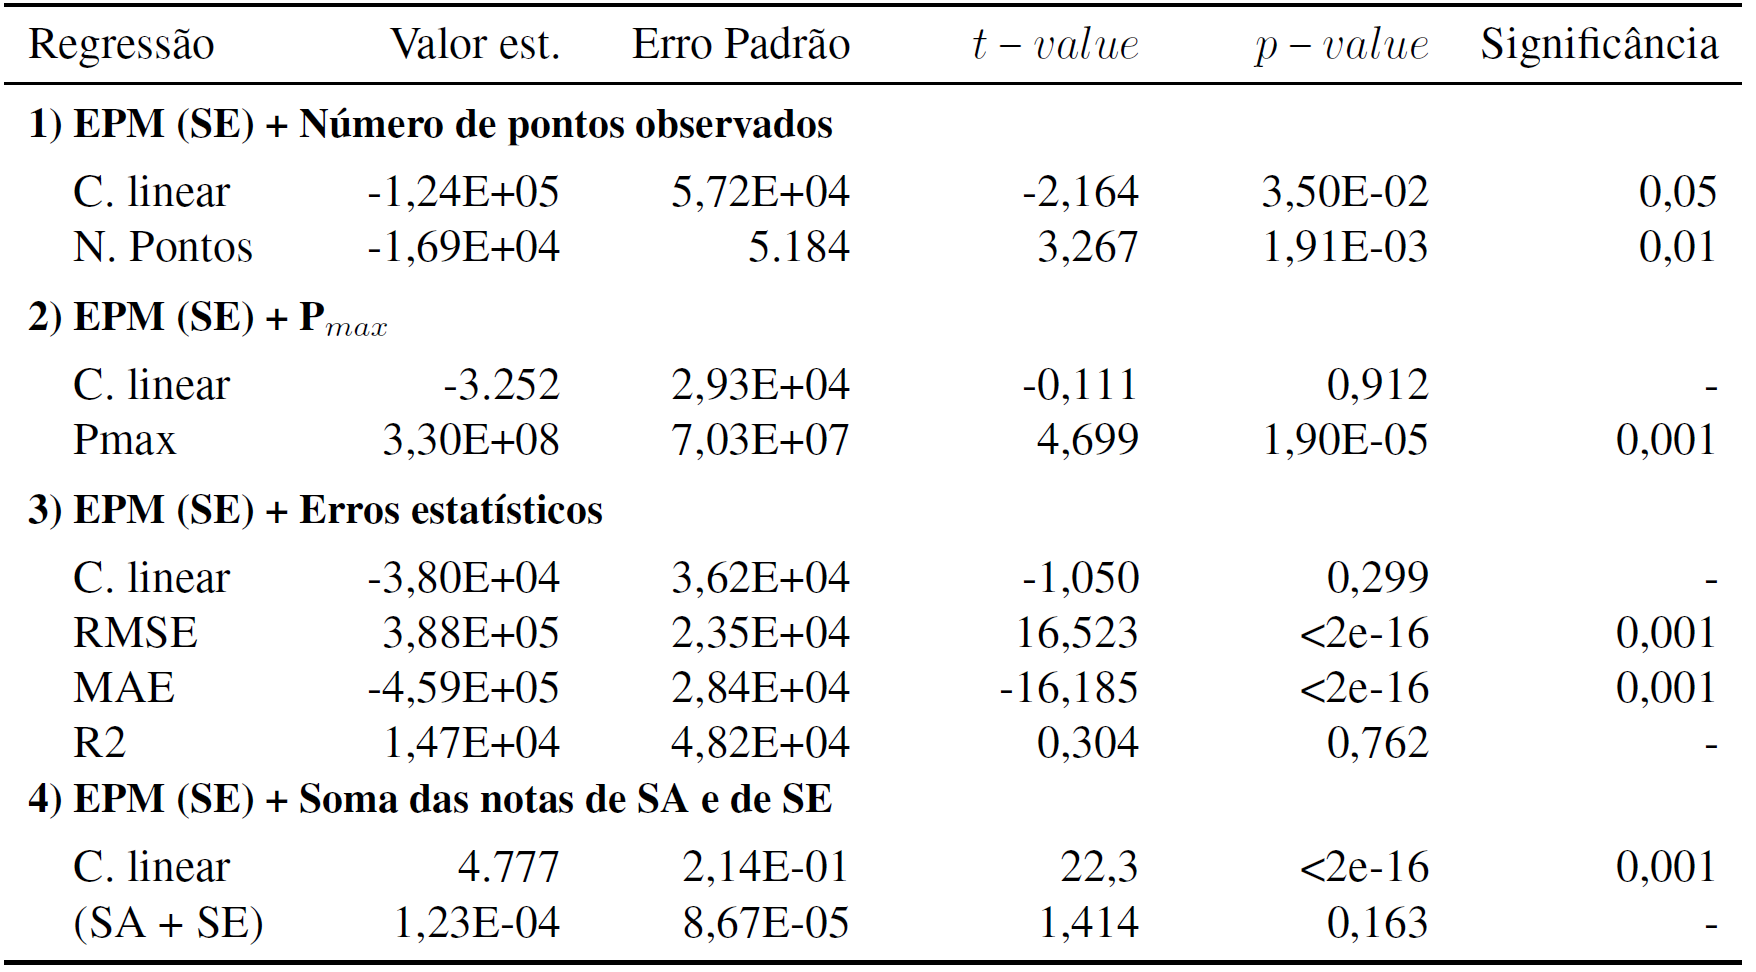 Regressão Valor est. Erro Padrão t – value p – value Significância
1) EPM (SE) + Número de pontos observados
C. linear -1,24E+05 5,72E+04 -2,164 3,50E-02 0,05
N. Pontos -1,69E+04 5.184 3,267 1,91E-03 0,01
2) EPM (SE) + Pmax
C. linear -3.252 2,93E+04 -0,111 0,912 -
Pmax 3,30E+08 7,03E+07 4,699 1,90E-05 0,001
3) EPM (SE) + Erros estatísticos
C. linear -3,80E+04 3,62E+04 -1,050 0,299 -
RMSE 3,88E+05 2,35E+04 16,523 <2e-16 0,001
MAE -4,59E+05 2,84E+04 -16,185 <2e-16 0,001
R2 1,47E+04 4,82E+04 0,304 0,762 -
4) EPM (SE) + Soma das notas de SA e de SE
C. linear 4.777 2,14E-01 22,3 <2e-16 0,001
(SA + SE) 1,23E-04 8,67E-05 1,414 0,163 -